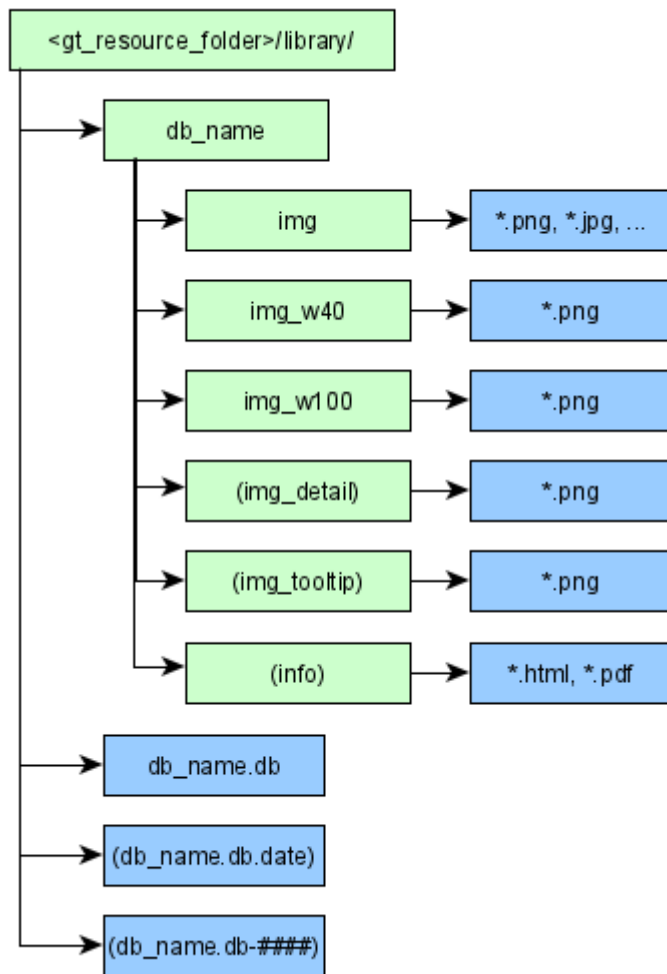 <gt_resource_folder>/library/
db_name
img
*.png, *.jpg, ...
img_w40
*.png
img_w100
*.png
(img_detail)
*.png
(img_tooltip)
*.png
(info)
*.html, *.pdf
db_name.db
(db_name.db.date)
(db_name.db-####)